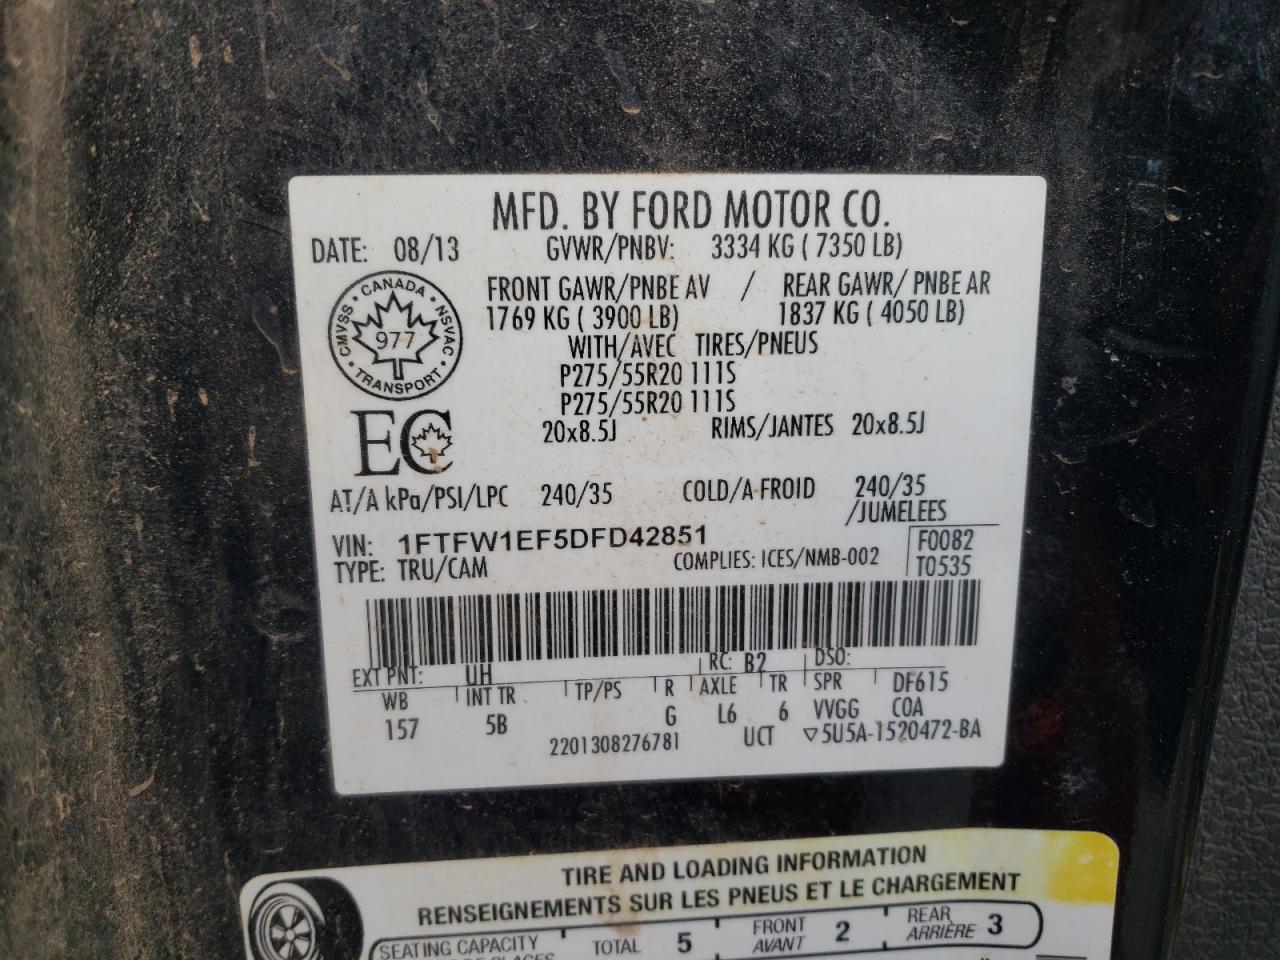 MFD. BY FORD MOTOR CO.
DATE: 08/13 GVWR/PNBV: 3334 KG ( 7350 LB)
FRONT GAWR/PNBE AV / REAR GAWR/ PNBE AR
1769 KG ( 3900 LB) 1837 KG ( 4050 LB)
WITH/AVEC TIRES/PNEUS
P275/55R20 111S
P275/55R20 111S
20x8.5J RIMS/JANTES 20x8.5J
CMVSS • CANADA • NSVAC • TRANSPORT •
977
EC
AT/A kPa/PSI/LPC 240/35 COLD/A FROID 240/35
/JUMELEES
VIN: 1FTFW1EF5DFD42851 F0082
TYPE: TRU/CAM COMPLIES: ICES/NMB-002 T0535
EXT PNT: UH RC: B2 DSO:
WB INT TR TP/PS R AXLE TR SPR DF615
157 5B G L6 6 VVGG COA
2201308276781 UCT ▽5U5A-1520472-BA
TIRE AND LOADING INFORMATION
RENSEIGNEMENTS SUR LES PNEUS ET LE CHARGEMENT
SEATING CAPACITY TOTAL 5 FRONT AVANT 2 REAR ARRIÈRE 3